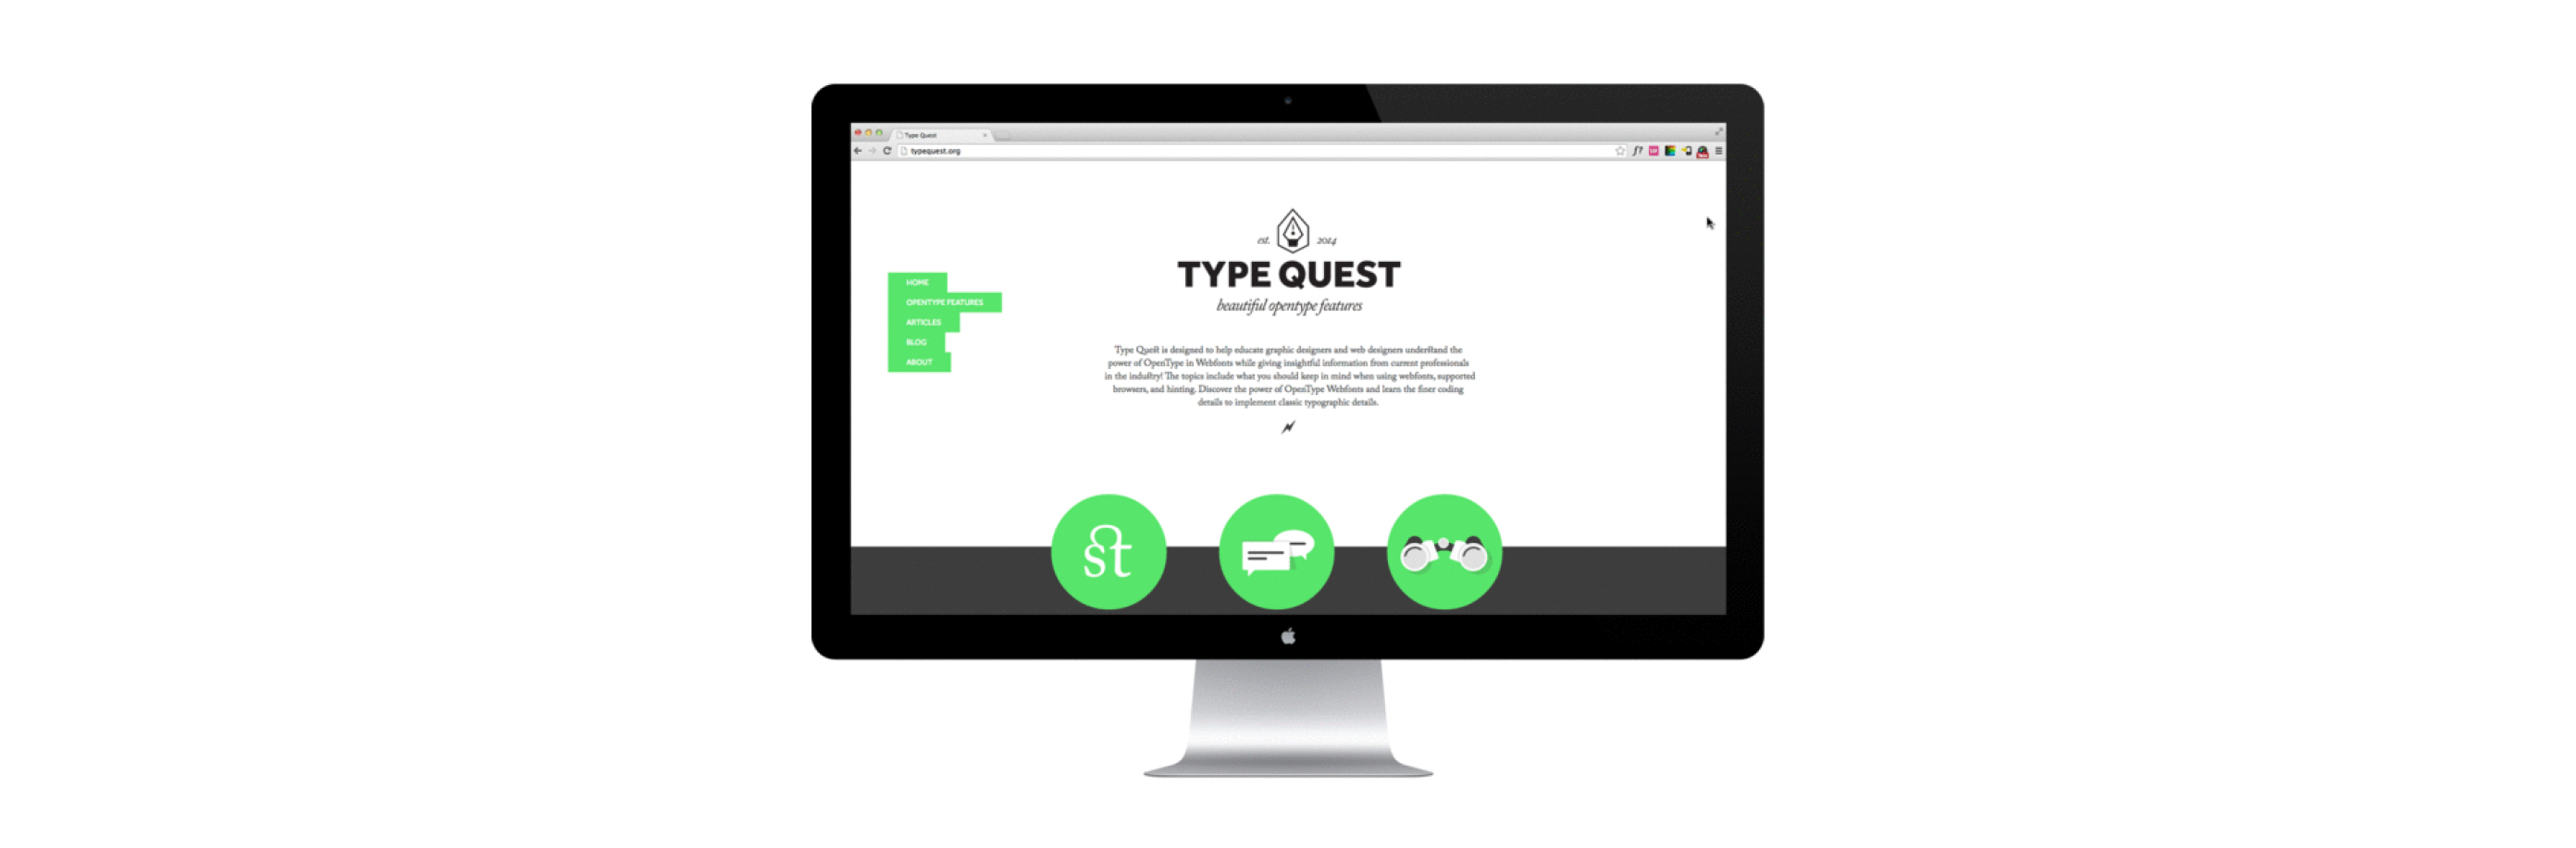 Type Quest
typequest.org
f?
est. 2014
TYPE QUEST
beautiful opentype features
HOME
OPENTYPE FEATURES
ARTICLES
BLOG
ABOUT
Type Quest is designed to help educate graphic designers and web designers understand the
power of OpenType in Webfonts while giving insightful information from current professionals
in the industry! The topics include what you should keep in mind when using webfonts, supported
browsers, and hinting. Discover the power of OpenType Webfonts and learn the finer coding
details to implement classic typographic details.
st